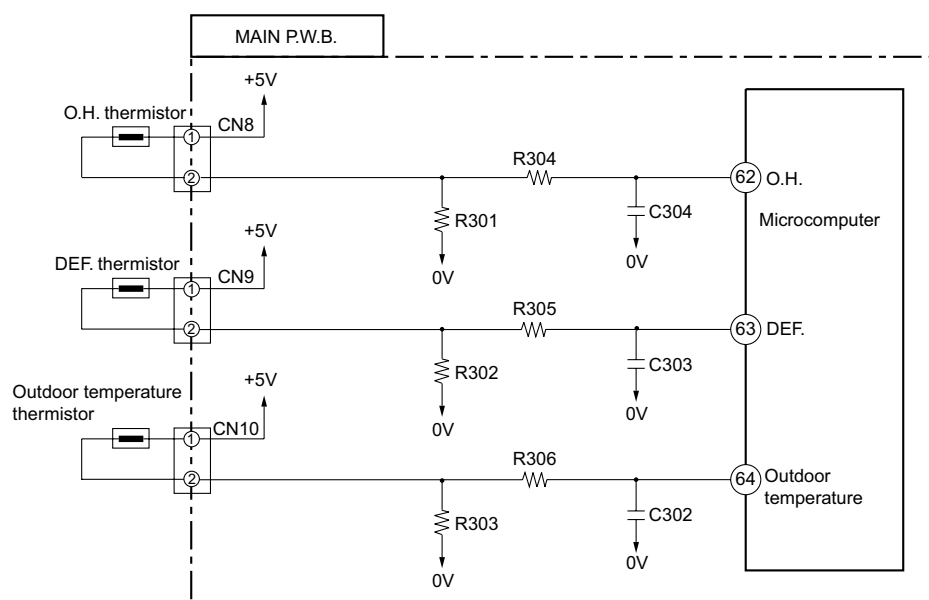 MAIN P.W.B.
+5V
O.H. thermistor
CN8
1
2
R304
R301
C304
0V
0V
62
O.H.
Microcomputer
+5V
DEF. thermistor
CN9
1
2
R305
R302
C303
0V
0V
63
DEF.
+5V
Outdoor temperature
thermistor
CN10
1
2
R306
R303
C302
0V
0V
64
Outdoor
temperature